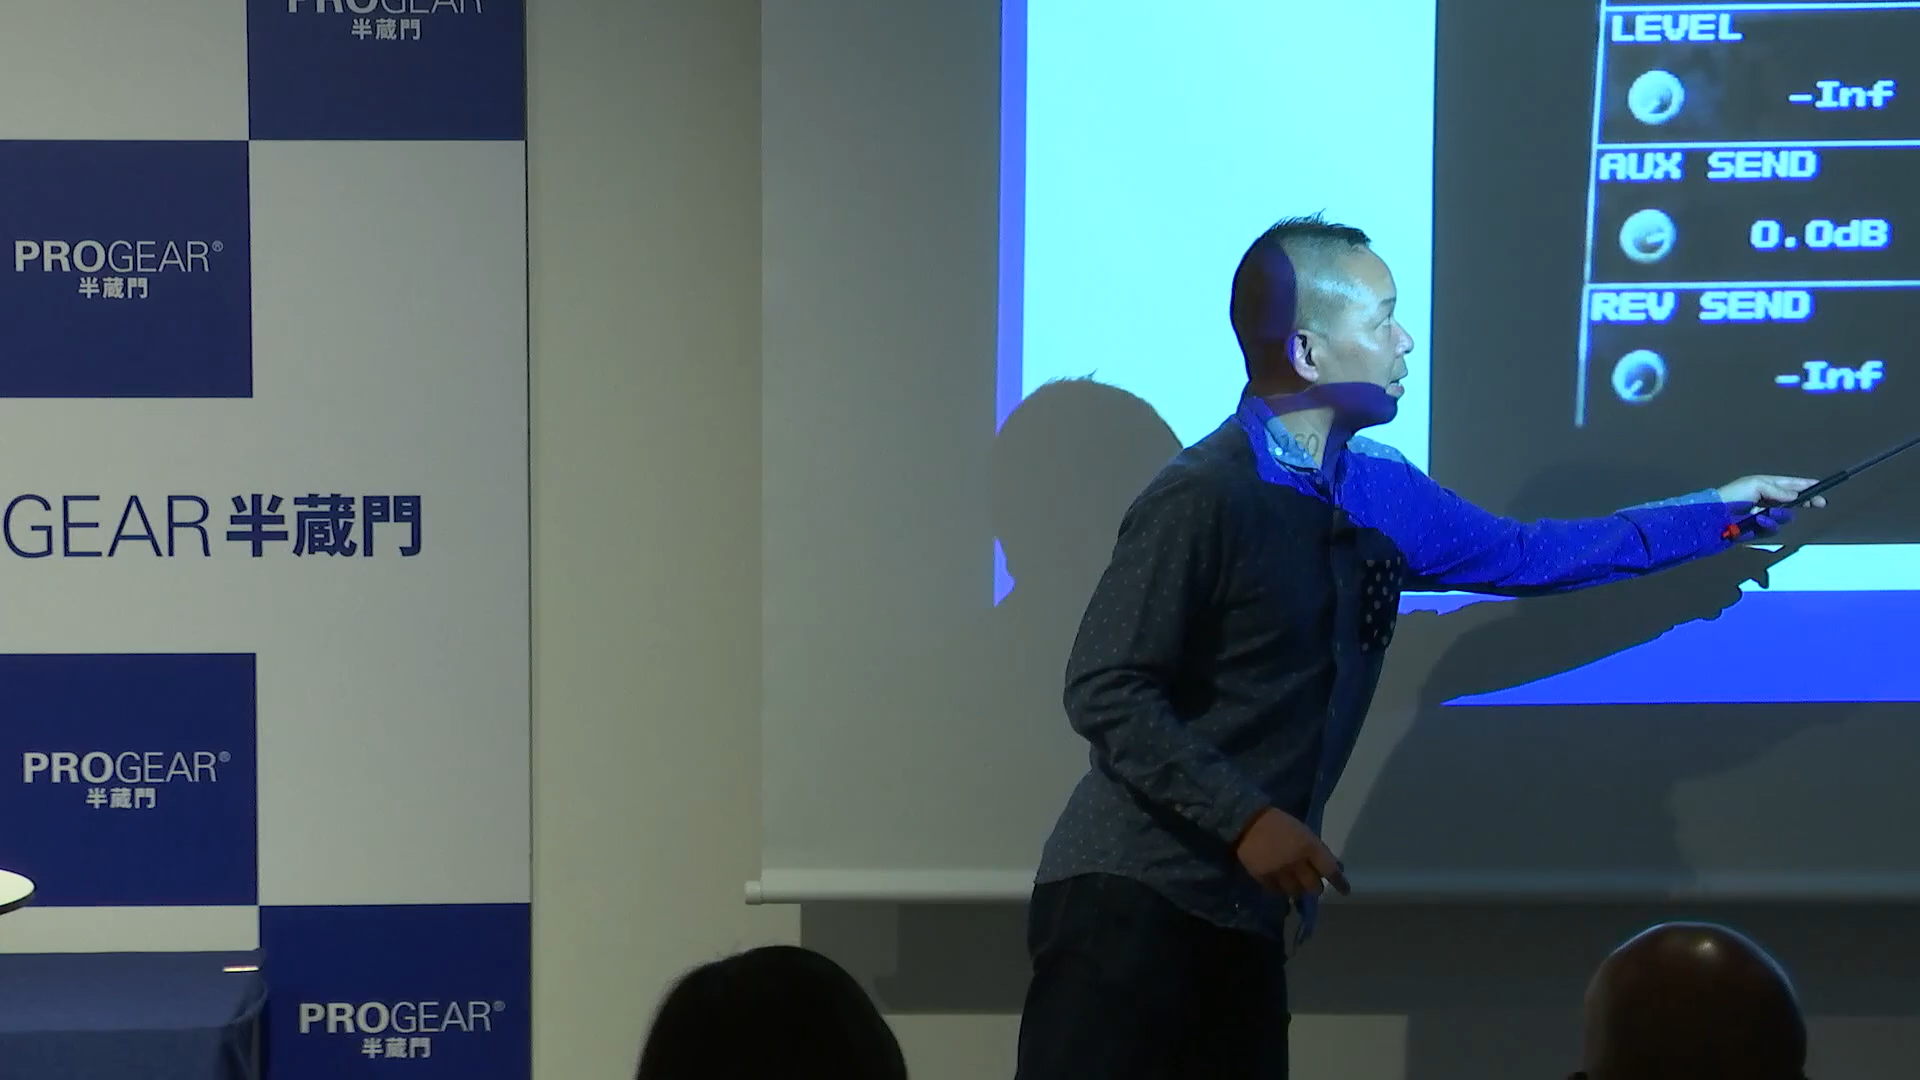 PROGEAR
半蔵門
PROGEAR®
半蔵門
GEAR 半蔵門
PROGEAR®
半蔵門
PROGEAR®
半蔵門
LEVEL
-Inf
AUX SEND
0.0dB
REV SEND
-Inf